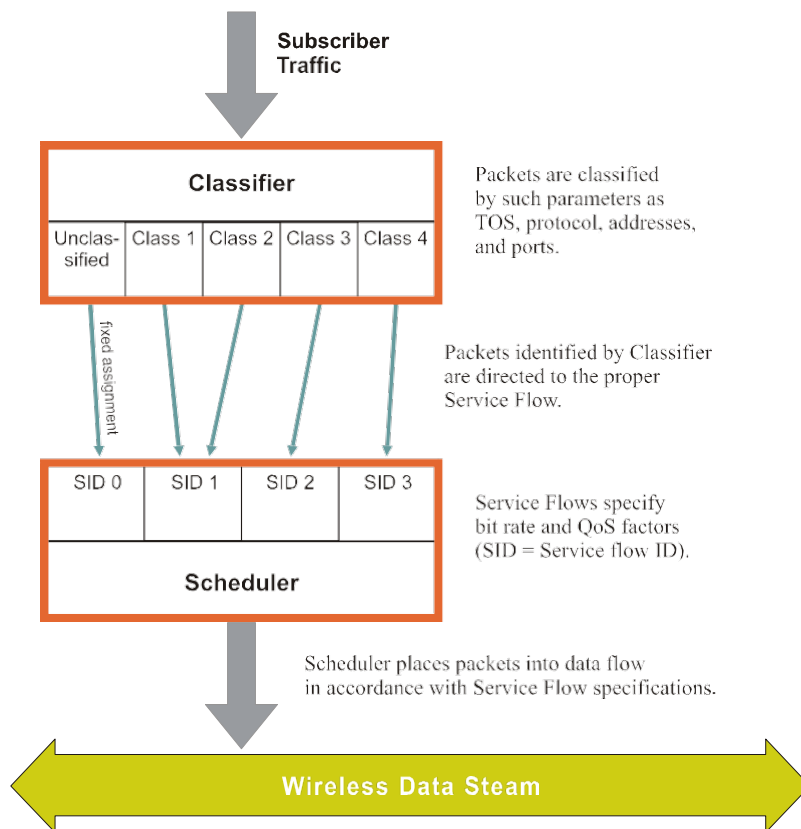 Subscriber
Traffic
Classifier
Unclas-
sified
Class 1
Class 2
Class 3
Class 4
Packets are classified
by such parameters as
TOS, protocol, addresses,
and ports.
fixed assignment
Packets identified by Classifier
are directed to the proper
Service Flow.
SID 0
SID 1
SID 2
SID 3
Scheduler
Service Flows specify
bit rate and QoS factors
(SID = Service flow ID).
Scheduler places packets into data flow
in accordance with Service Flow specifications.
Wireless Data Steam